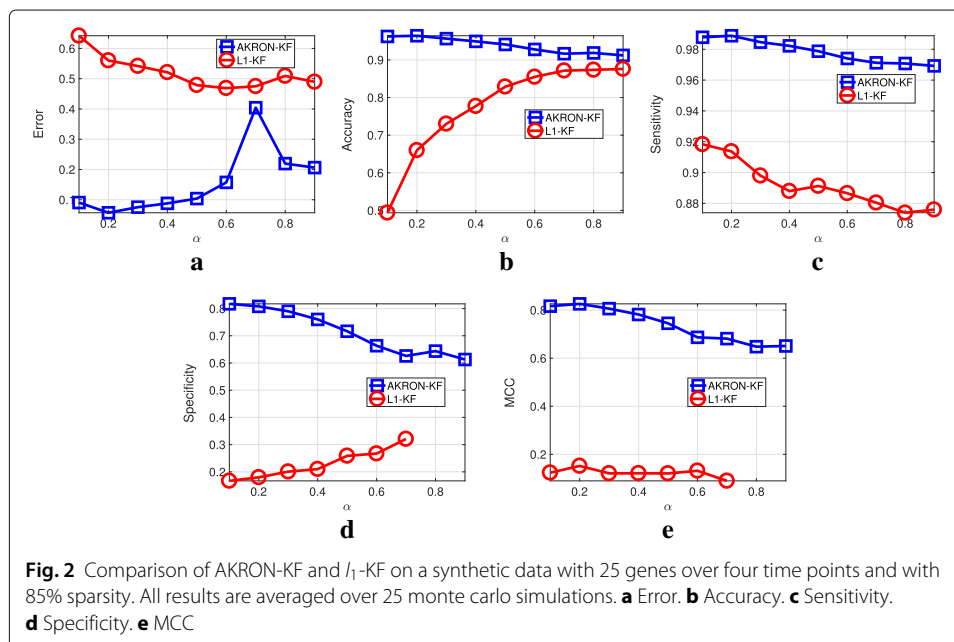 0.6
0.5
0.4
0.3
0.2
0.1
Error
AKRON-KF
L1-KF
0.2 0.4 0.6 0.8
α
a
0.9
0.8
0.7
0.6
0.5
Accuracy
AKRON-KF
L1-KF
0.2 0.4 0.6 0.8
α
b
0.98
0.96
0.94
0.92
0.9
0.88
Sensitivity
AKRON-KF
L1-KF
0.2 0.4 0.6 0.8
α
c
0.8
0.7
0.6
0.5
0.4
0.3
0.2
Specificity
AKRON-KF
L1-KF
0.2 0.4 0.6 0.8
α
d
0.8
0.6
0.4
0.2
MCC
AKRON-KF
L1-KF
0.2 0.4 0.6 0.8
α
e
Fig. 2 Comparison of AKRON-KF and l1-KF on a synthetic data with 25 genes over four time points and with
85% sparsity. All results are averaged over 25 monte carlo simulations. a Error. b Accuracy. c Sensitivity.
d Specificity. e MCC